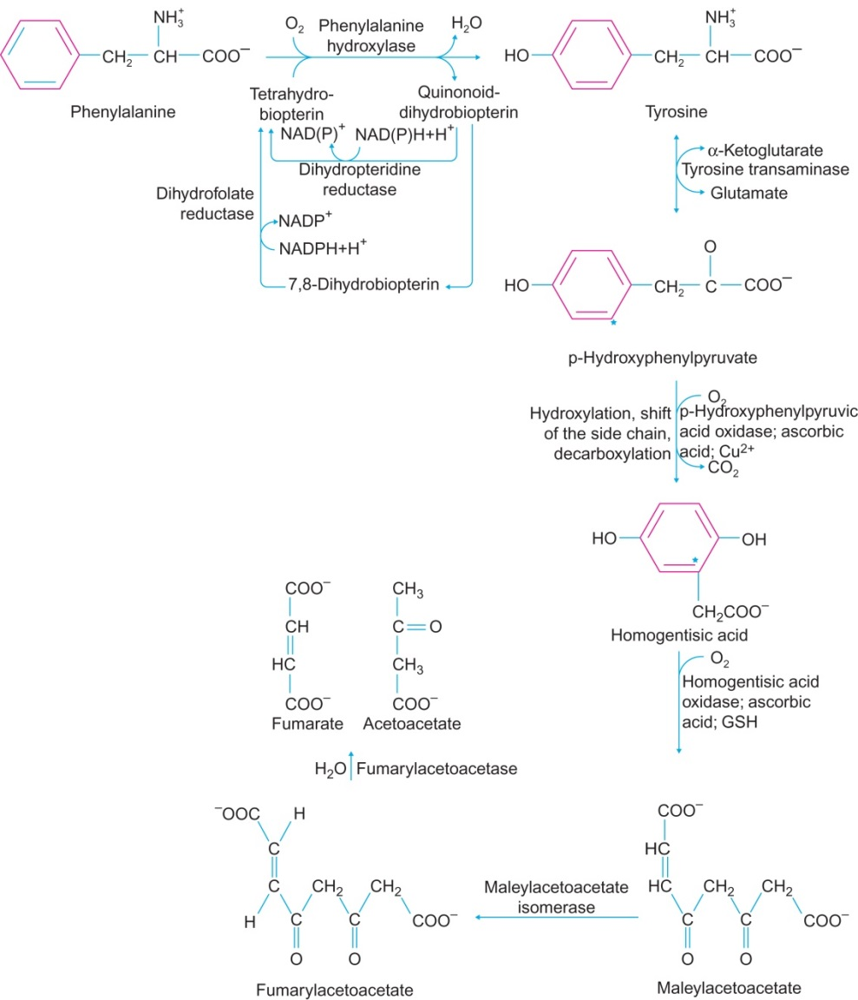 NH₃⁺
CH₂ CH COO⁻
Phenylalanine
O₂
Phenylalanine
hydroxylase
H₂O
Tetrahydro-
biopterin
Quinonoid-
dihydrobiopterin
NH₃⁺
HO CH₂ CH COO⁻
Tyrosine
NAD(P)⁺ NAD(P)H+H⁺
Dihydropteridine
reductase
Dihydrofolate
reductase
NADP⁺
NADPH+H⁺
7,8-Dihydrobiopterin
α-Ketoglutarate
Tyrosine transaminase
Glutamate
O
HO CH₂ C COO⁻
p-Hydroxyphenylpyruvate
Hydroxylation, shift
of the side chain,
decarboxylation
O₂
p-Hydroxyphenylpyruvic
acid oxidase; ascorbic
acid; Cu²⁺
CO₂
HO OH
CH₂COO⁻
Homogentisic acid
O₂
Homogentisic acid
oxidase; ascorbic
acid; GSH
COO⁻
HC
HC CH₂ CH₂
C C COO⁻
O O
Maleylacetoacetate
Maleylacetoacetate
isomerase
⁻OOC H
C
C CH₂ CH₂
H C C COO⁻
O O
Fumarylacetoacetate
H₂O Fumarylacetoacetase
COO⁻
CH
HC
COO⁻
Fumarate
CH₃
C O
CH₃
COO⁻
Acetoacetate